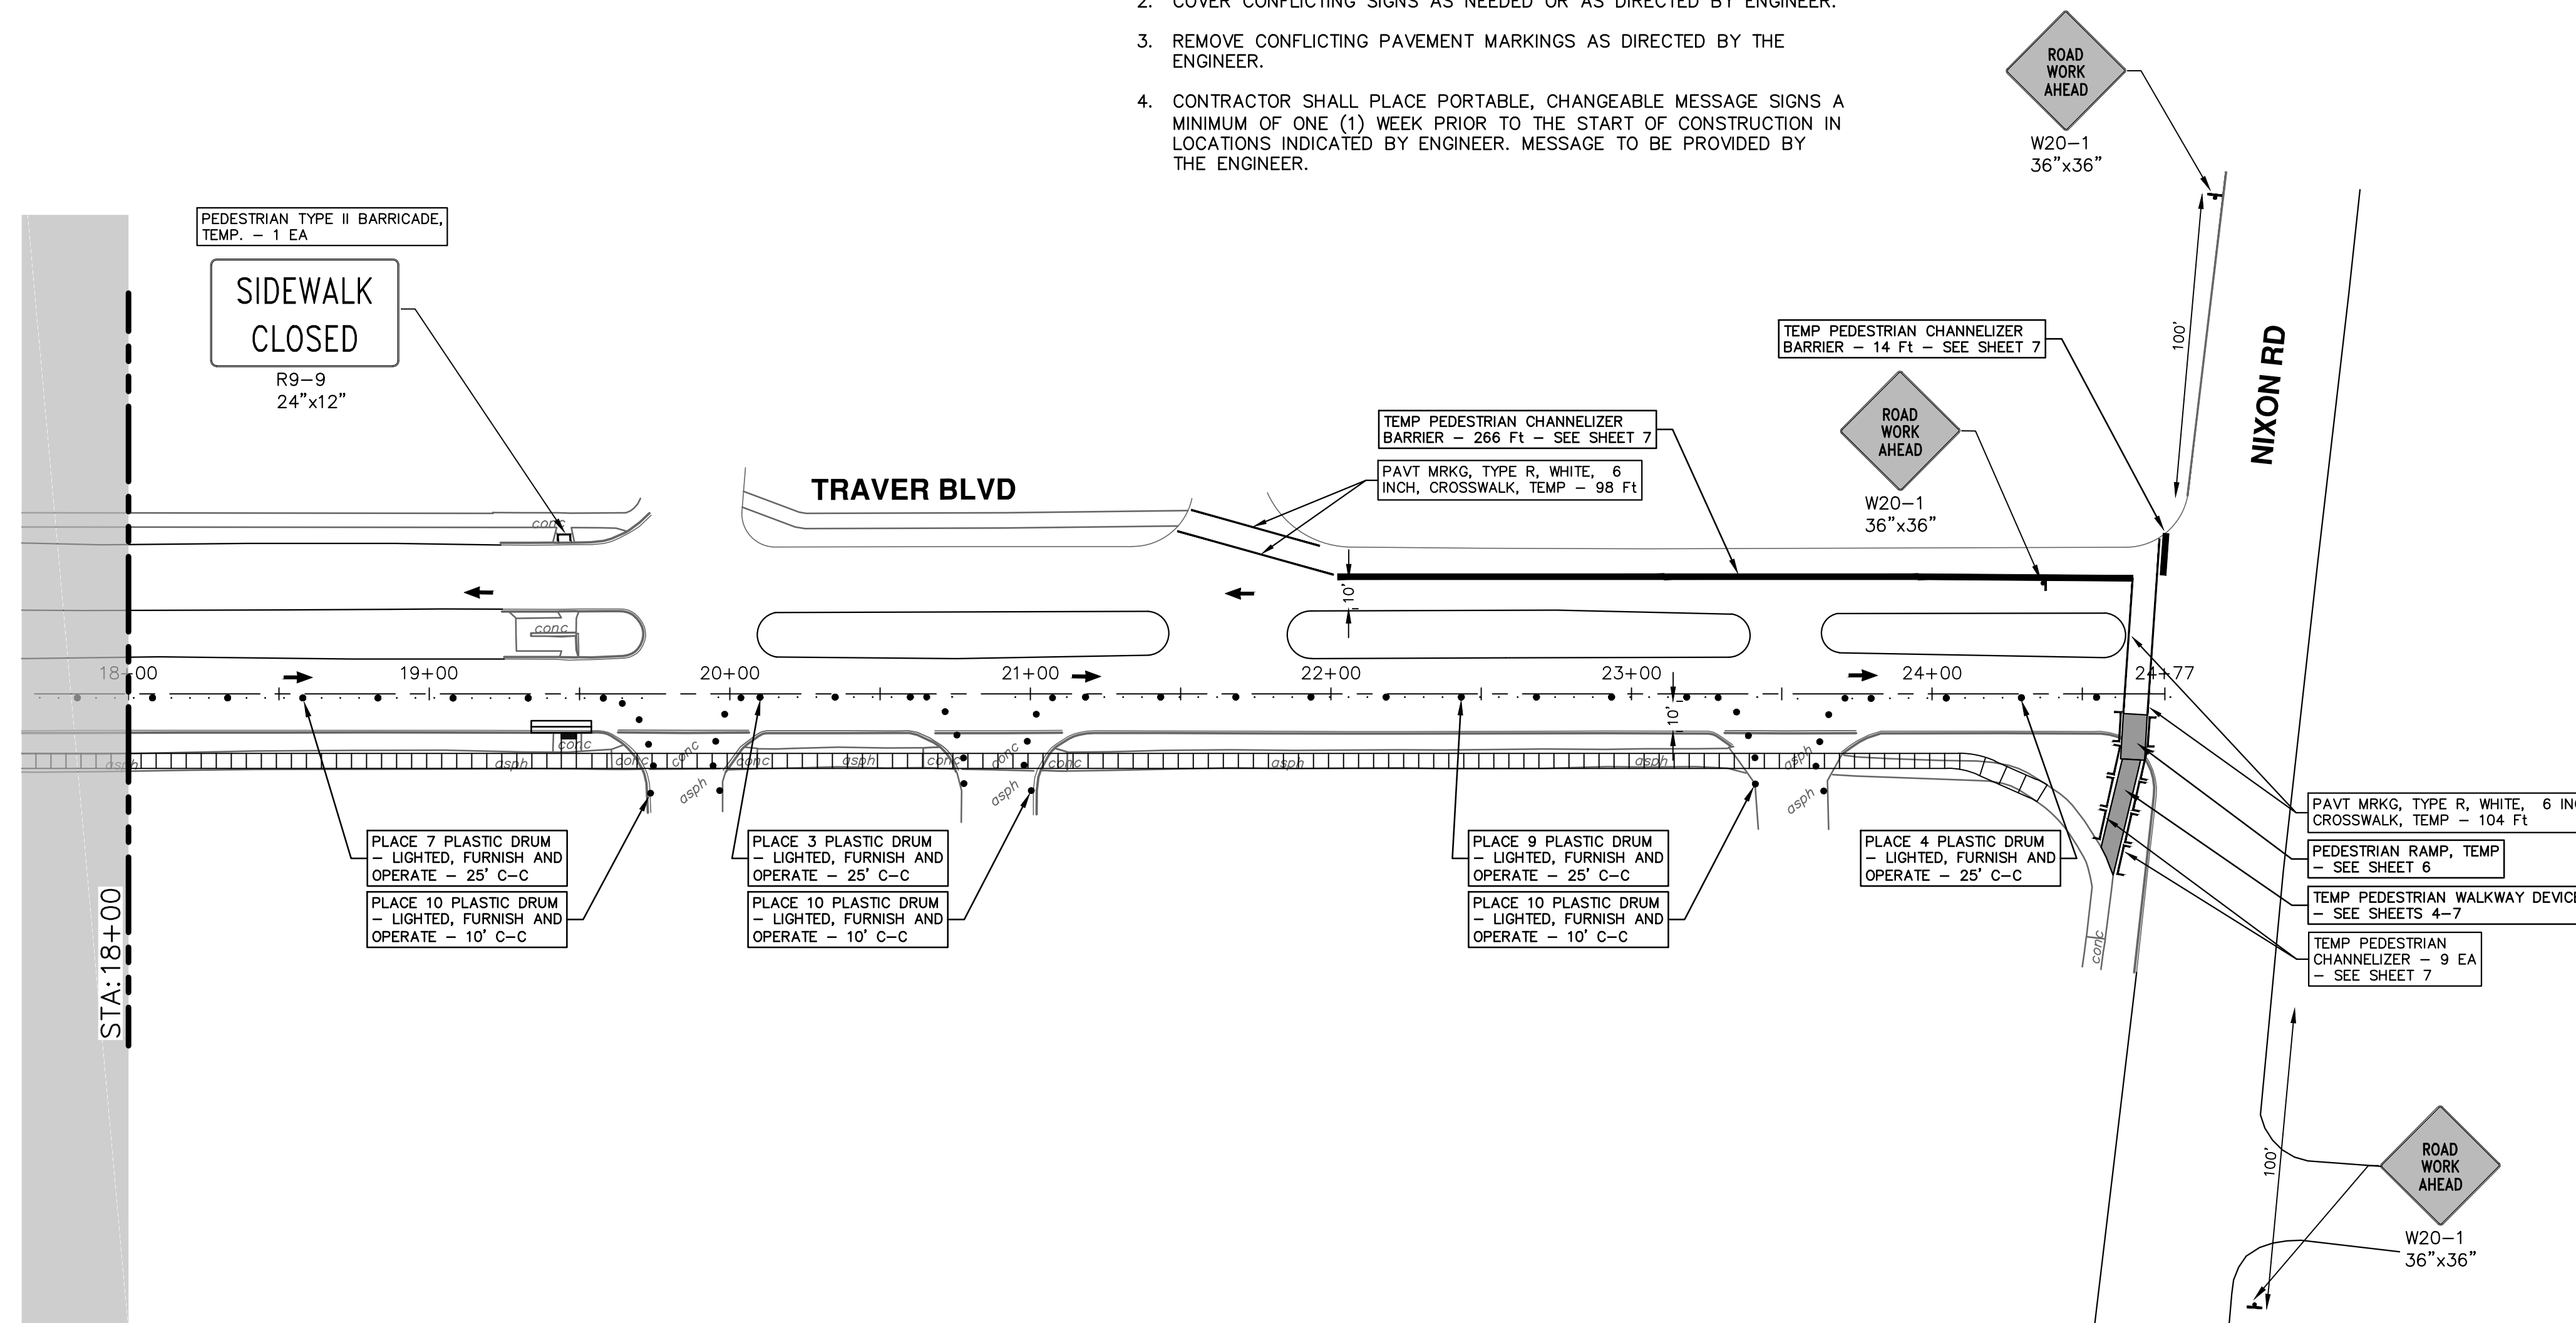 2. COVER CONFLICTING SIGNS AS NEEDED OR AS DIRECTED BY ENGINEER.
3. REMOVE CONFLICTING PAVEMENT MARKINGS AS DIRECTED BY THE
ENGINEER.
4. CONTRACTOR SHALL PLACE PORTABLE, CHANGEABLE MESSAGE SIGNS A
MINIMUM OF ONE (1) WEEK PRIOR TO THE START OF CONSTRUCTION IN
LOCATIONS INDICATED BY ENGINEER. MESSAGE TO BE PROVIDED BY
THE ENGINEER.
ROAD
WORK
AHEAD
W20-1
36"x36"
PEDESTRIAN TYPE II BARRICADE,
TEMP. - 1 EA
SIDEWALK
CLOSED
R9-9
24"x12"
100'
NIXON RD
TEMP PEDESTRIAN CHANNELIZER
BARRIER - 14 Ft - SEE SHEET 7
ROAD
WORK
AHEAD
W20-1
36"x36"
TEMP PEDESTRIAN CHANNELIZER
BARRIER - 266 Ft - SEE SHEET 7
PAVT MRKG, TYPE R, WHITE, 6
INCH, CROSSWALK, TEMP - 98 Ft
TRAVER BLVD
conc
10'
conc
18+00
19+00
20+00
21+00
22+00
23+00
24+00
24+77
10'
conc
asph
asph
conc
conc
conc
asph
conc
conc
conc
asph
asph
asph
asph
asph
asph
PLACE 7 PLASTIC DRUM
- LIGHTED, FURNISH AND
OPERATE - 25' C-C
PLACE 10 PLASTIC DRUM
- LIGHTED, FURNISH AND
OPERATE - 10' C-C
PLACE 3 PLASTIC DRUM
- LIGHTED, FURNISH AND
OPERATE - 25' C-C
PLACE 10 PLASTIC DRUM
- LIGHTED, FURNISH AND
OPERATE - 10' C-C
PLACE 9 PLASTIC DRUM
- LIGHTED, FURNISH AND
OPERATE - 25' C-C
PLACE 10 PLASTIC DRUM
- LIGHTED, FURNISH AND
OPERATE - 10' C-C
PLACE 4 PLASTIC DRUM
- LIGHTED, FURNISH AND
OPERATE - 25' C-C
PAVT MRKG, TYPE R, WHITE, 6 IN
CROSSWALK, TEMP - 104 Ft
PEDESTRIAN RAMP, TEMP
- SEE SHEET 6
TEMP PEDESTRIAN WALKWAY DEVICE
- SEE SHEETS 4-7
TEMP PEDESTRIAN
CHANNELIZER - 9 EA
- SEE SHEET 7
conc
STA: 18+00
100'
ROAD
WORK
AHEAD
W20-1
36"x36"